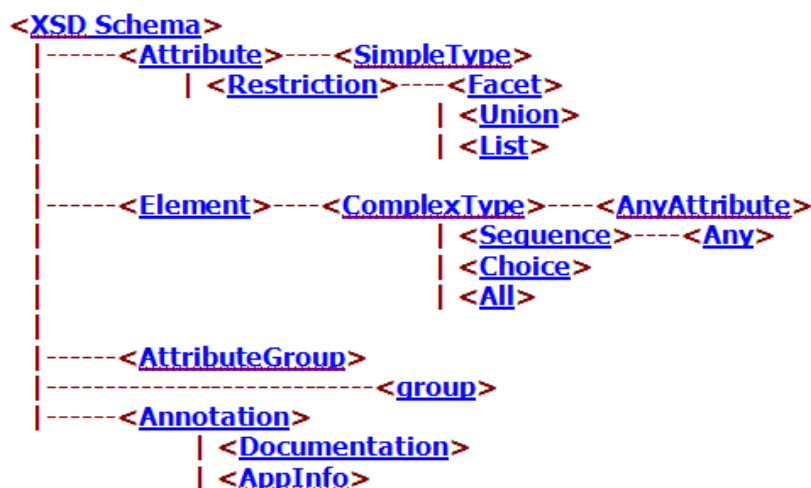 <XSD Schema>
|------<Attribute>----<SimpleType>
| | <Restriction>----<Facet>
| | <Union>
| | <List>
|
|------<Element>----<ComplexType>----<AnyAttribute>
| | <Sequence>----<Any>
| | <Choice>
| | <All>
|
|------<AttributeGroup>
|---------------------------<group>
|------<Annotation>
| <Documentation>
| <AppInfo>